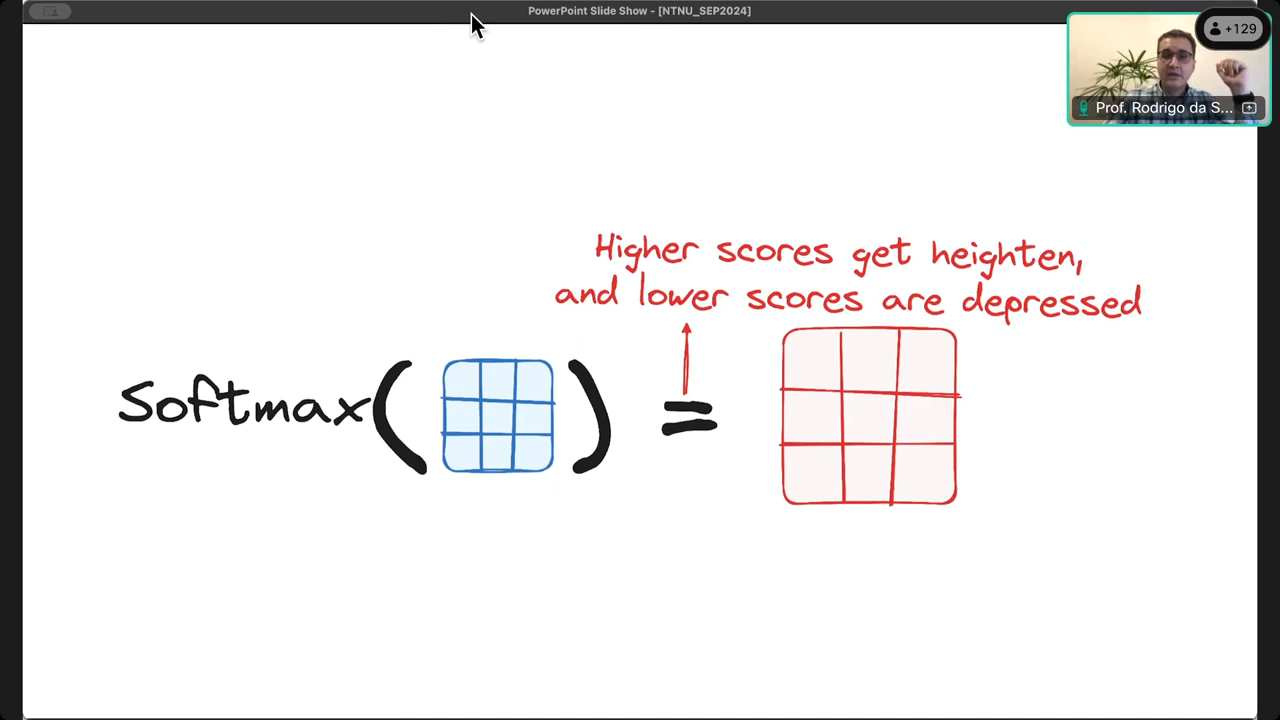 PowerPoint Slide Show - [NTNU_SEP2024]
+129
Prof. Rodrigo da S...
Higher scores get heighten,
and lower scores are depressed
Softmax( ) =